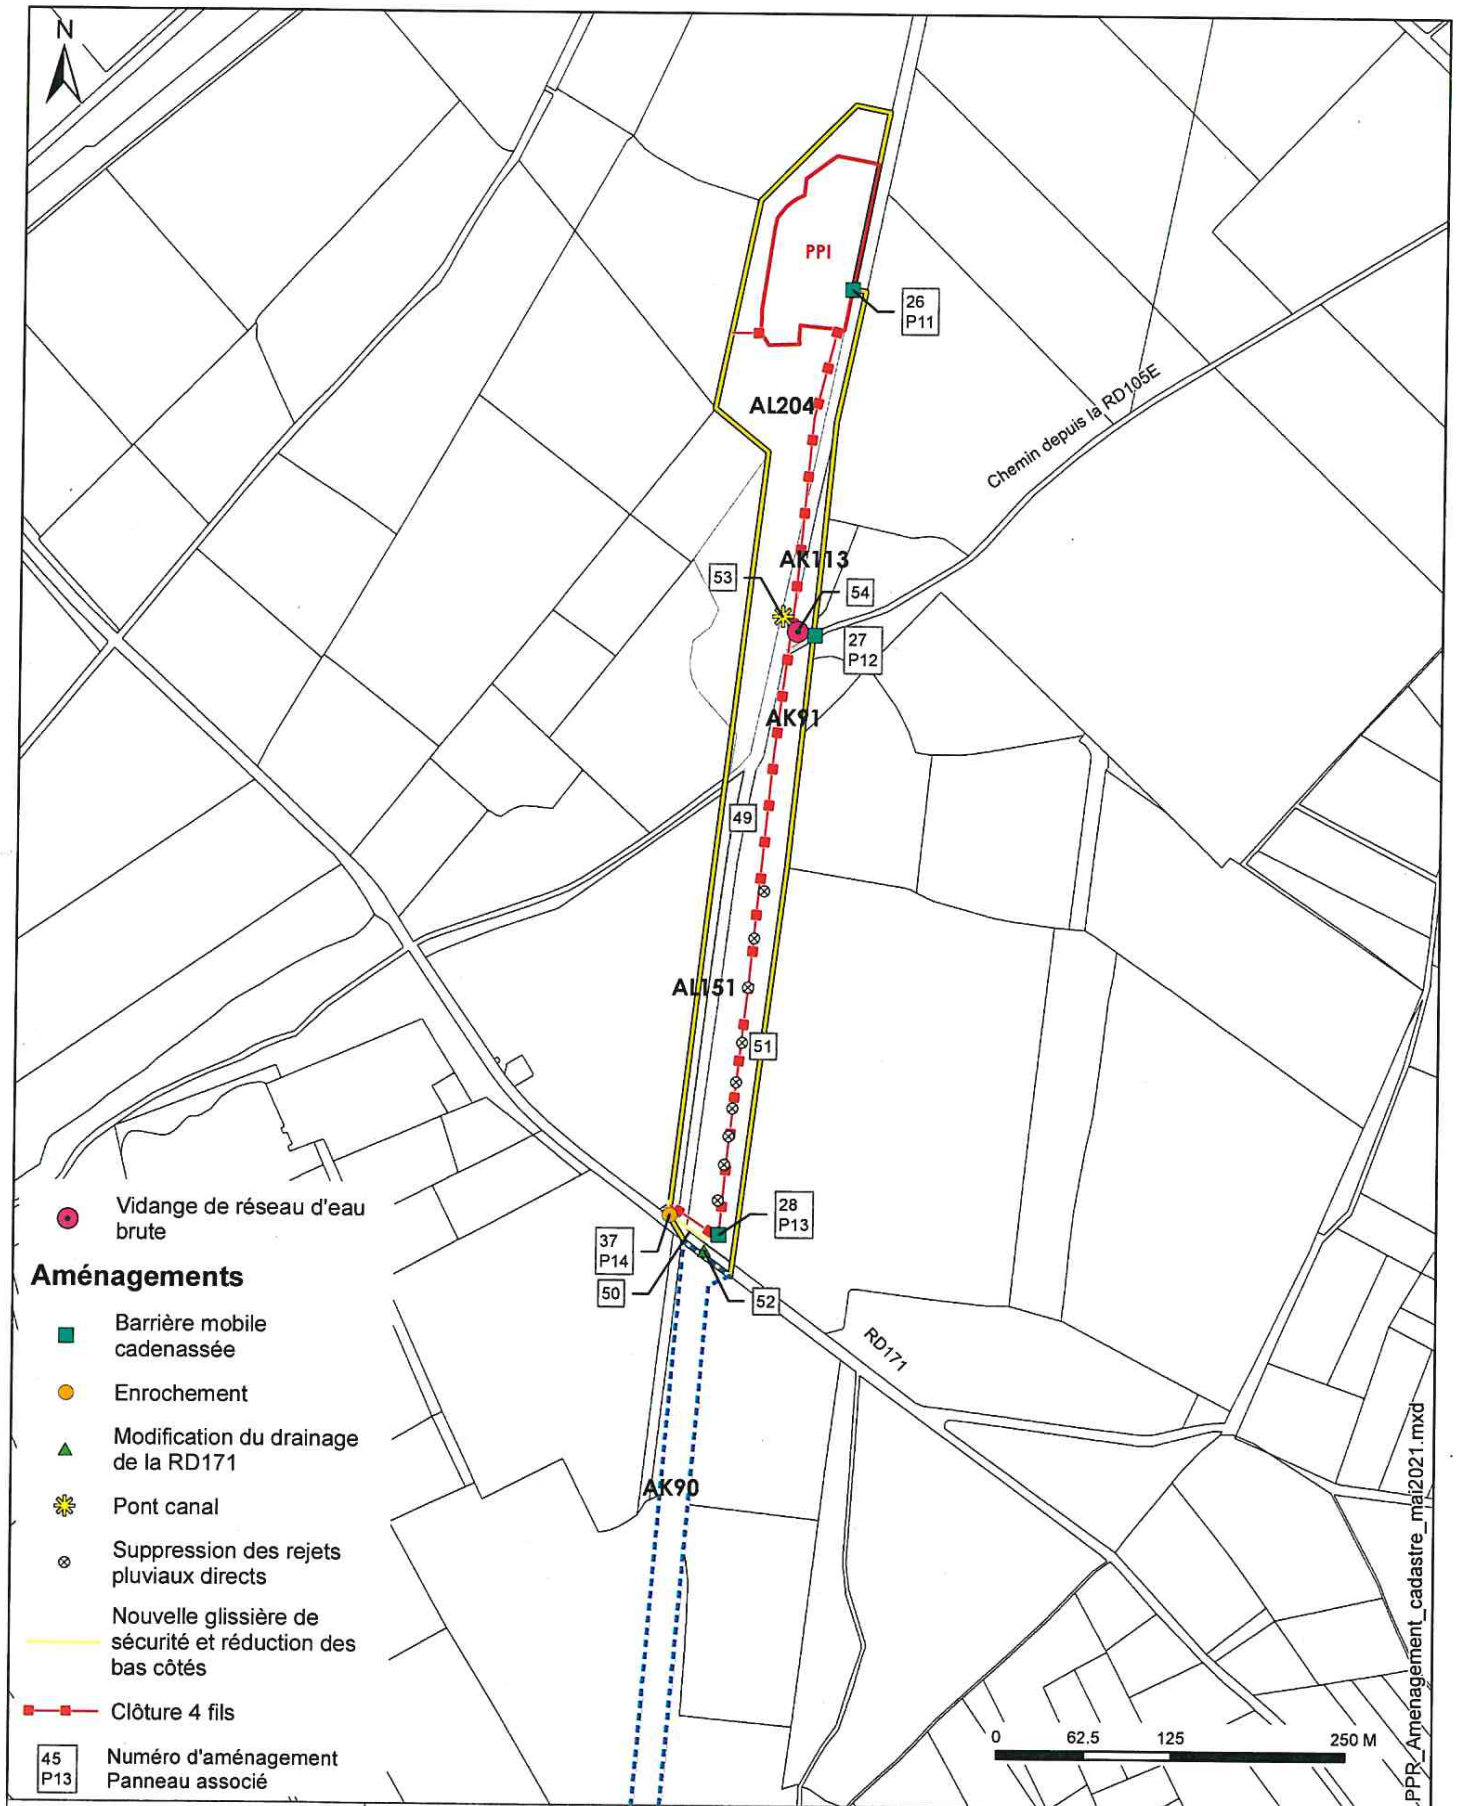 N
PPI
26
P11
AL204
Chemin depuis la RD105E
AK113
53
54
27
P12
AK91
49
AL151
51
28
P13
37
P14
50
52
RD171
AK90
Vidange de réseau d'eau
brute
Aménagements
Barrière mobile
cadenassée
Enrochement
Modification du drainage
de la RD171
Pont canal
Suppression des rejets
pluviaux directs
Nouvelle glissière de
sécurité et réduction des
bas côtés
Clôture 4 fils
45
P13
Numéro d'aménagement
Panneau associé
0 62.5 125 250 M
PPR_Amenagement_cadastre_mai2021.mxd